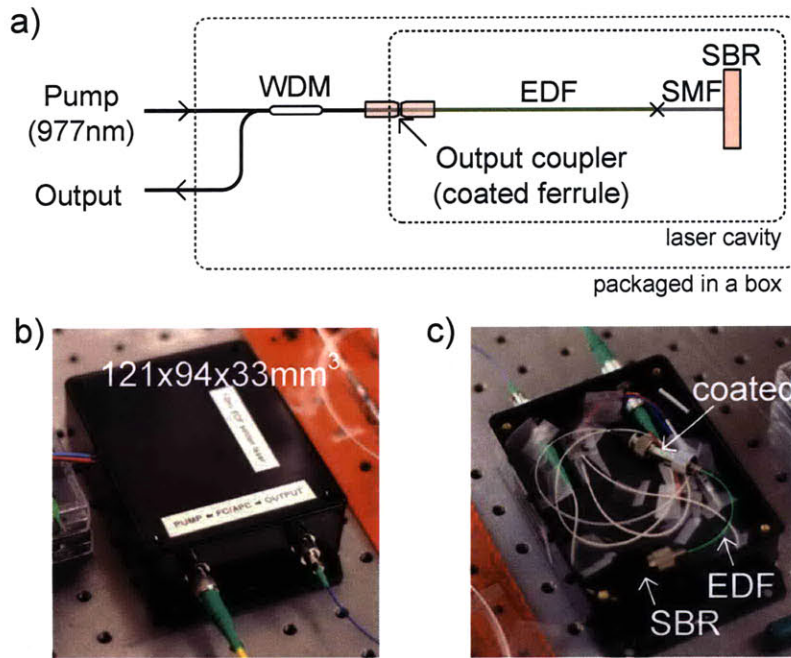 a)
SBR
WDM
EDF
SMF
Pump
(977nm)
Output coupler
(coated ferrule)
Output
laser cavity
packaged in a box
b)
121x94x33mm³
PUMP ⇐ FC/APC ⇒ OUTPUT
c)
coated
EDF
SBR